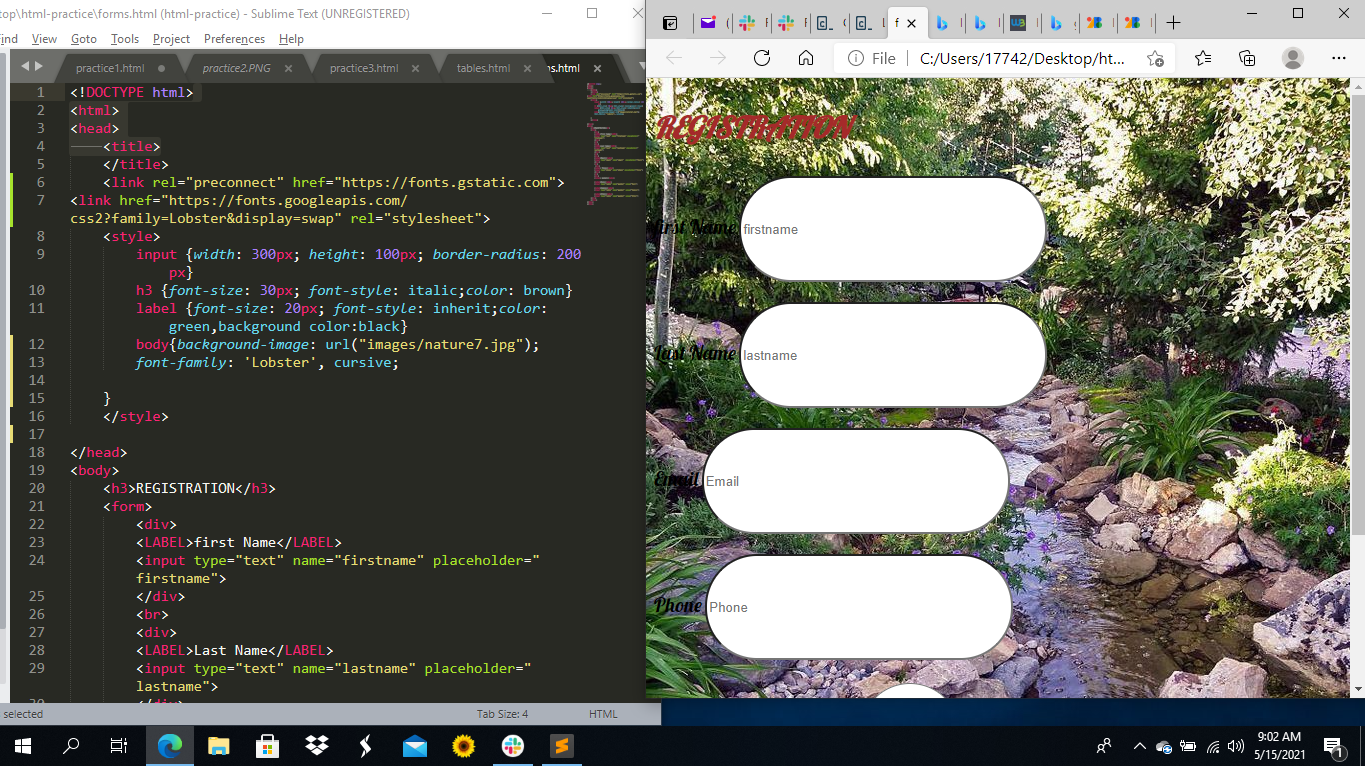 top\html-practice\forms.html (html-practice) - Sublime Text (UNREGISTERED)
ind View Goto Tools Project Preferences Help
practice1.html practice2.PNG practice3.html tables.html ns.html
1 <!DOCTYPE html>
2 <html>
3 <head>
4 <title>
5 </title>
6 <link rel="preconnect" href="https://fonts.gstatic.com">
7 <link href="https://fonts.googleapis.com/
css2?family=Lobster&display=swap" rel="stylesheet">
8 <style>
9 input {width: 300px; height: 100px; border-radius: 200
px}
10 h3 {font-size: 30px; font-style: italic;color: brown}
11 label {font-size: 20px; font-style: inherit;color:
green,background color:black}
12 body{background-image: url("images/nature7.jpg");
13 font-family: 'Lobster', cursive;
14
15 }
16 </style>
17
18 </head>
19 <body>
20 <h3>REGISTRATION</h3>
21 <form>
22 <div>
23 <LABEL>first Name</LABEL>
24 <input type="text" name="firstname" placeholder="
firstname">
25 </div>
26 <br>
27 <div>
28 <LABEL>Last Name</LABEL>
29 <input type="text" name="lastname" placeholder="
lastname">
30 </div>
selected Tab Size: 4 HTML
File C:/Users/17742/Desktop/ht...
REGISTRATION
first Name firstname
Last Name lastname
Email Email
Phone Phone
9:02 AM
5/15/2021
1